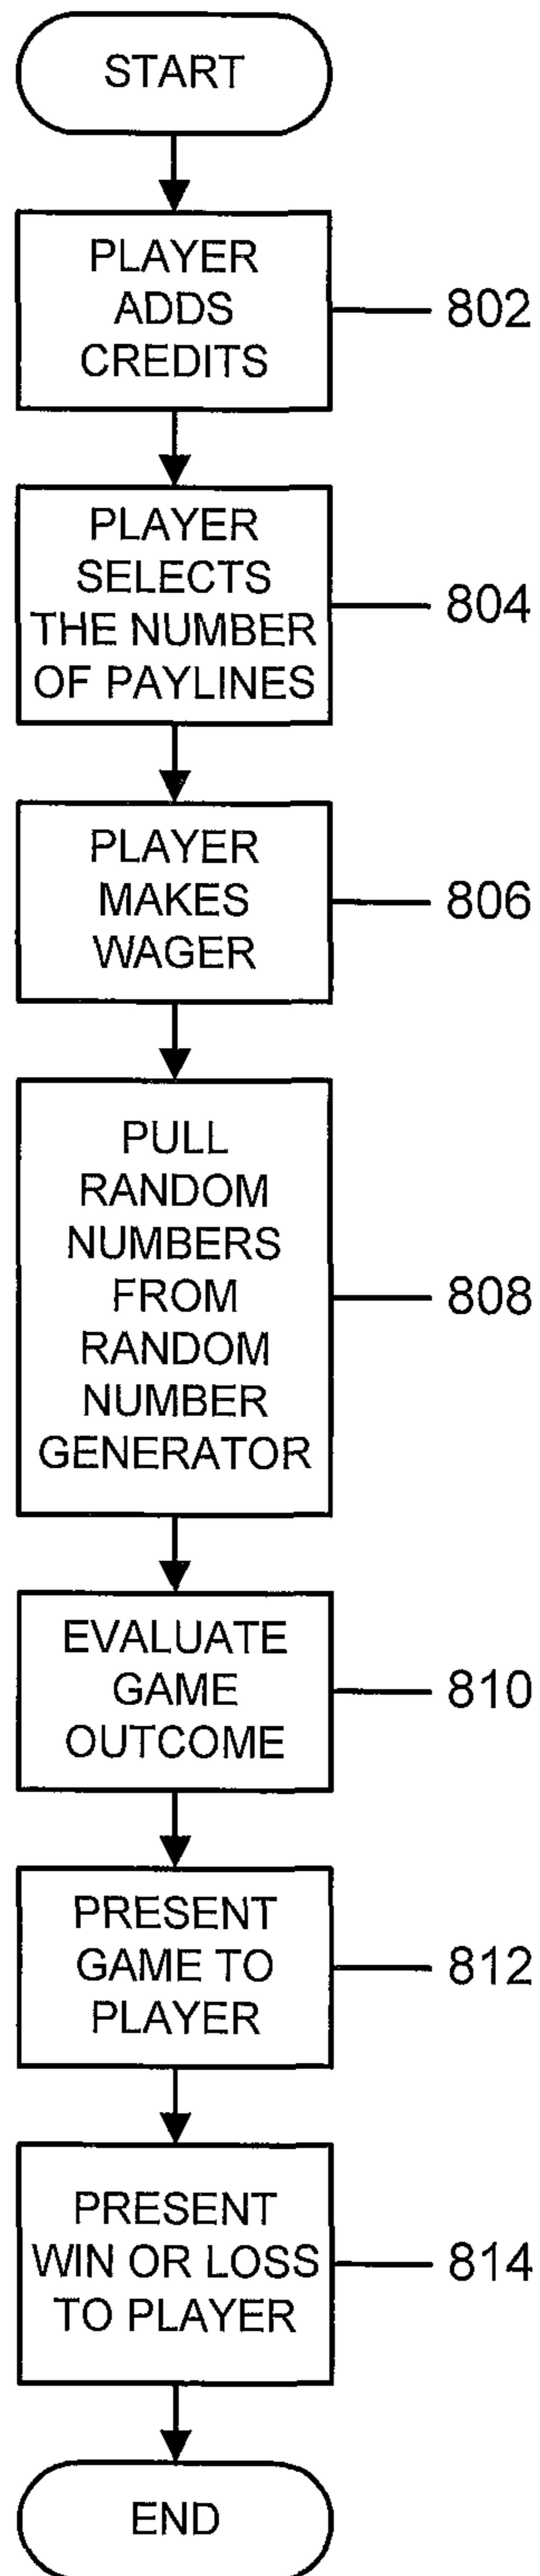 START
PLAYER
ADDS
CREDITS
802
PLAYER
SELECTS
THE NUMBER
OF PAYLINES
804
PLAYER
MAKES
WAGER
806
PULL
RANDOM
NUMBERS
FROM
RANDOM
NUMBER
GENERATOR
808
EVALUATE
GAME
OUTCOME
810
PRESENT
GAME TO
PLAYER
812
PRESENT
WIN OR LOSS
TO PLAYER
814
END